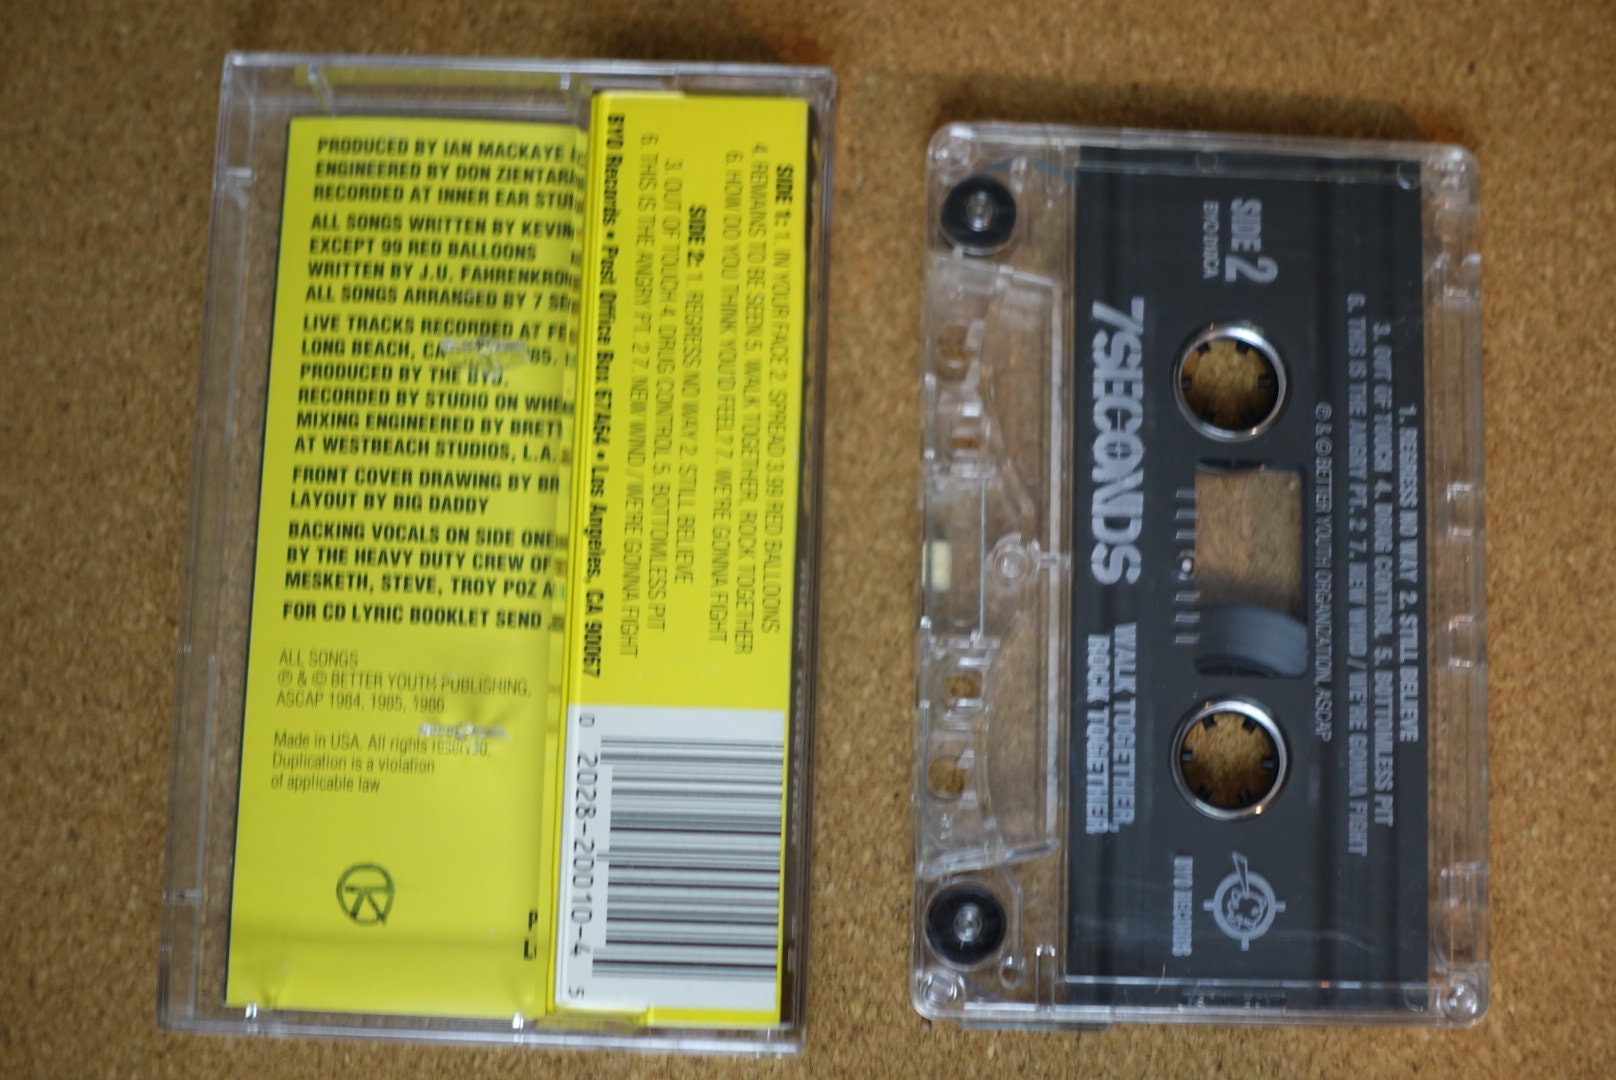 PRODUCED BY IAN MACKAYE
ENGINEERED BY DON ZIENTARA
RECORDED AT INNER EAR
ALL SONGS WRITTEN BY KEVIN
EXCEPT 99 RED BALLOONS
WRITTEN BY J.U. FAHRENKROG
ALL SONGS ARRANGED BY 7
LIVE TRACKS RECORDED AT
LONG BEACH,
PRODUCED BY THE BYO.
RECORDED BY STUDIO ON
MIXING ENGINEERED BY
AT WESTBEACH STUDIOS, L.A.
FRONT COVER DRAWING BY BR
LAYOUT BY BIG DADDY
BACKING VOCALS ON SIDE ONE
BY THE HEAVY DUTY CREW OF
MESKETH, STEVE, TROY POZ A
FOR CD LYRIC BOOKLET SEND
ALL SONGS
℗ & © BETTER YOUTH PUBLISHING,
ASCAP 1984, 1985, 1986
Made in USA. All rights
Duplication is a violation
of applicable law
K
SIDE 1: 1. IN YOUR FACE 2. SPREAD 3.99 RED BALLOONS
4. REMAINS TO BE SEEN 5. WALK TOGETHER, ROCK TOGETHER
6. HOW DO YOU THINK YOU'D FEEL? 7. WE'RE GONNA FIGHT
SIDE 2: 1. REGRESS NO WAY 2. STILL BELIEVE
3. OUT OF TOUCH 4. DRUG CONTROL 5. BOTTOMLESS PIT
6. THIS IS THE ANGRY PT. 2 7. NEW WIND / WE'RE GONNA FIGHT
BYO Records • Post Office Box 67A64 • Los Angeles, CA 90067
0 2028-20010-4 5
1. REGRESS NO WAY 2. STILL BELIEVE
3. OUT OF TOUCH 4. DRUG CONTROL 5. BOTTOMLESS PIT
6. THIS IS THE ANGRY PT. 2 7. NEW WIND // WE'RE GONNA FIGHT
℗ & © BETTER YOUTH ORGANIZATION, ASCAP
SIDE 2
BYO 010CA
7SECONDS
WALK TOGETHER,
ROCK TOGETHER
BYO RECORDS